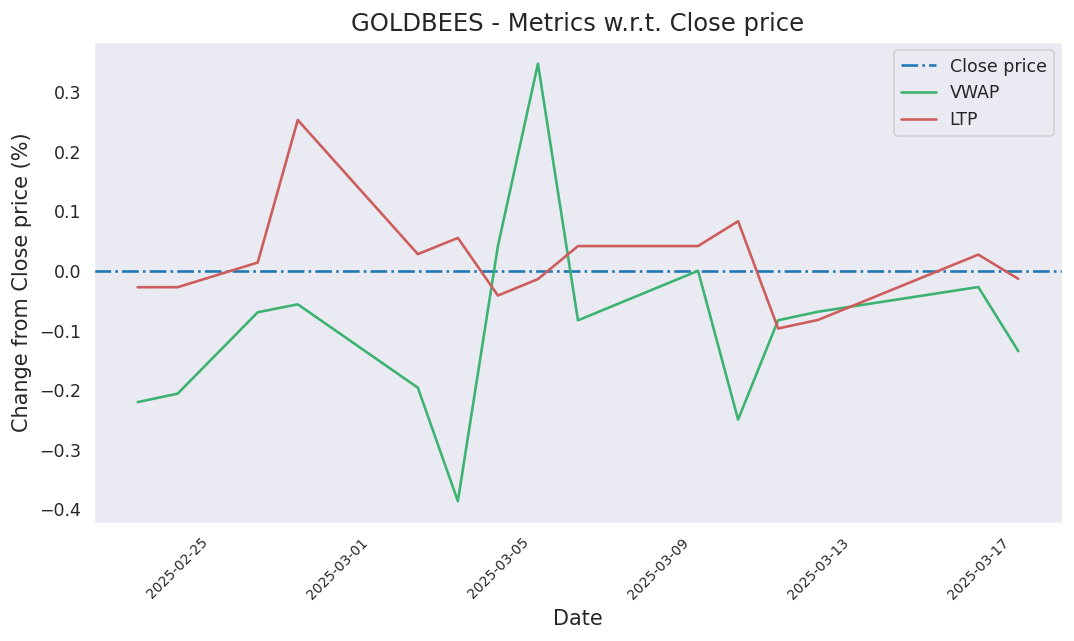 GOLDBEES - Metrics w.r.t. Close price
Close price
VWAP
LTP
Change from Close price (%)
0.3
0.2
0.1
0.0
−0.1
−0.2
−0.3
−0.4
2025-02-25
2025-03-01
2025-03-05
2025-03-09
2025-03-13
2025-03-17
Date